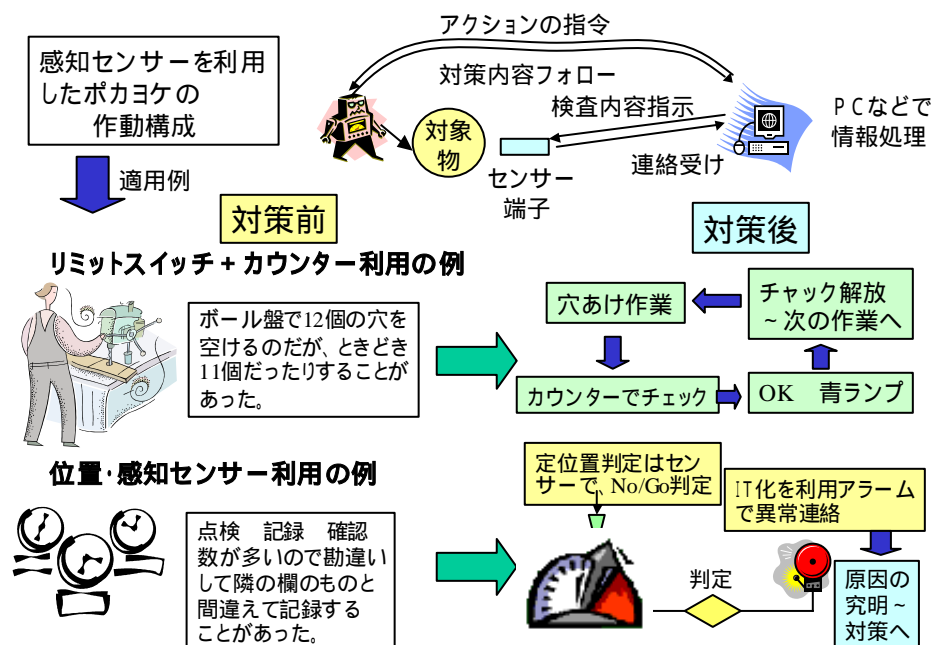 感知センサーを利用
したポカヨケの
作動構成
アクションの指令
対策内容フォロー
検査内容指示
対象
物
センサー
端子
連絡受け
PCなどで
情報処理
適用例
対策前
対策後
リミットスイッチ+カウンター利用の例
ボール盤で12個の穴を
空けるのだが、ときどき
11個だったりすることが
あった。
穴あけ作業
チャック解放
~次の作業へ
カウンターでチェック
OK 青ランプ
位置・感知センサー利用の例
点検 記録 確認
数が多いので勘違い
して隣の欄のものと
間違えて記録する
ことがあった。
定位置判定はセン
サーで、No/Go判定
IT化を利用アラーム
で異常連絡
判定
原因の
究明~
対策へ